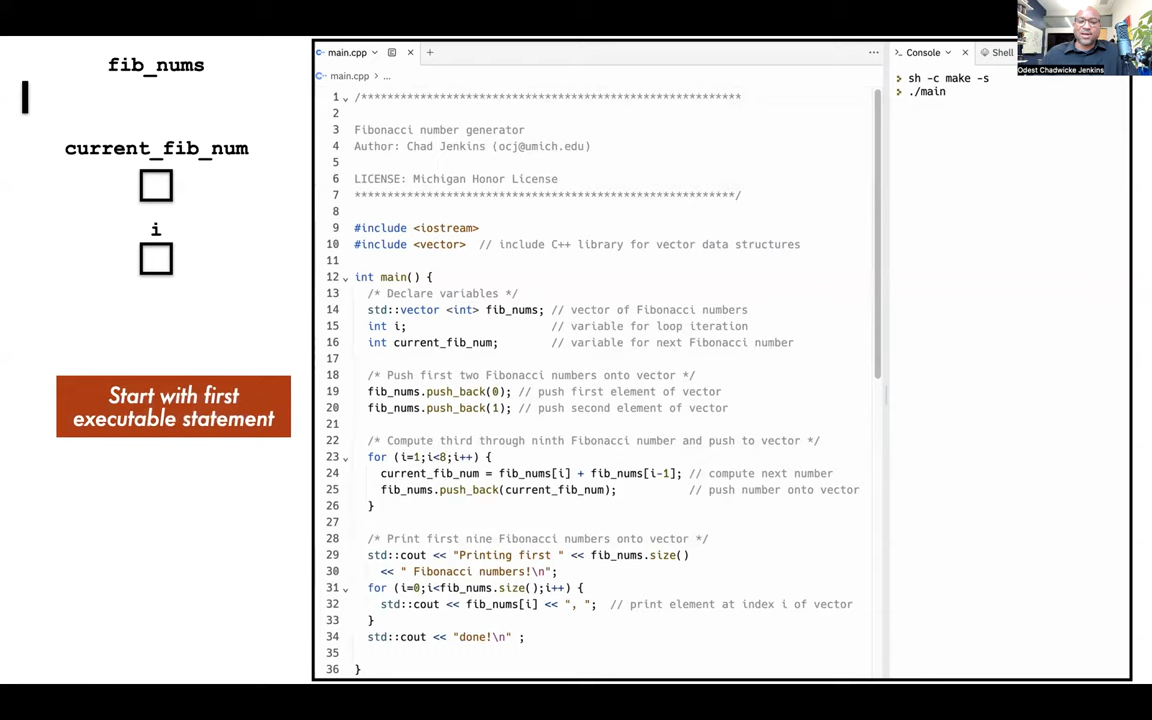 fib_nums
current_fib_num
i
Start with first
executable statement
main.cpp
main.cpp > ...
1 /**********************************************************
2
3 Fibonacci number generator
4 Author: Chad Jenkins (ocj@umich.edu)
5
6 LICENSE: Michigan Honor License
7 *********************************************************/
8
9 #include <iostream>
10 #include <vector>  // include C++ library for vector data structures
11
12 int main() {
13 /* Declare variables */
14 std::vector <int> fib_nums; // vector of Fibonacci numbers
15 int i; // variable for loop iteration
16 int current_fib_num; // variable for next Fibonacci number
17
18 /* Push first two Fibonacci numbers onto vector */
19 fib_nums.push_back(0); // push first element of vector
20 fib_nums.push_back(1); // push second element of vector
21
22 /* Compute third through ninth Fibonacci number and push to vector */
23 for (i=1;i<8;i++) {
24 current_fib_num = fib_nums[i] + fib_nums[i-1]; // compute next number
25 fib_nums.push_back(current_fib_num); // push number onto vector
26 }
27
28 /* Print first nine Fibonacci numbers onto vector */
29 std::cout << "Printing first " << fib_nums.size()
30 << " Fibonacci numbers!\n";
31 for (i=0;i<fib_nums.size();i++) {
32 std::cout << fib_nums[i] << ", "; // print element at index i of vector
33 }
34 std::cout << "done!\n" ;
35
36 }
Console
Shell
> sh -c make -s
> ./main
Odest Chadwicke Jenkins